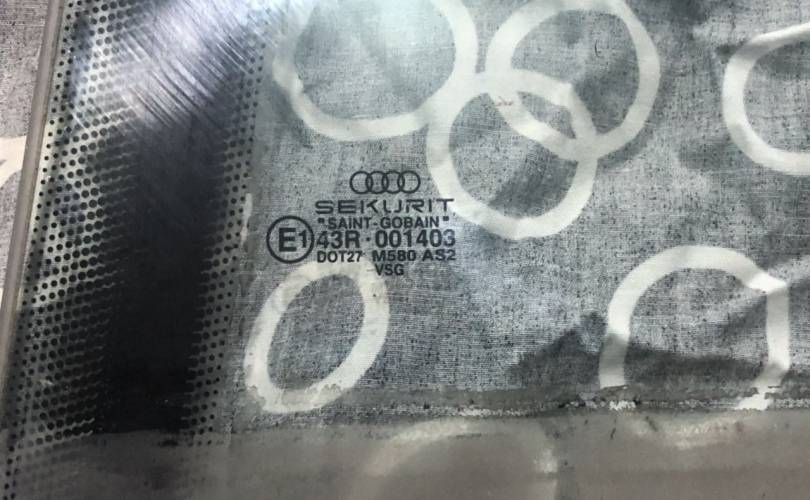 SEKURIT
"SAINT-GOBAIN"
E1 43R-001403
DOT27 M580 AS2
VSG